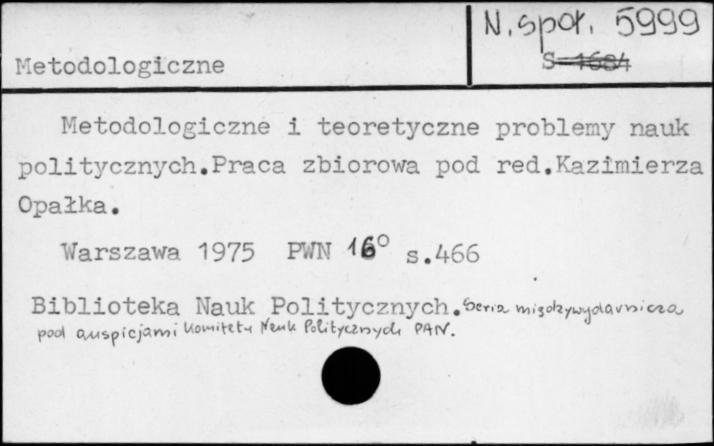 N. społ. 5999
S-1684
Metodologiczne
Metodologiczne i teoretyczne problemy nauk
politycznych.Praca zbiorowa pod red.Kazimierza
Opałka.
Warszawa 1975 PWN 16° s.466
Biblioteka Nauk Politycznych. Seria międzywydawnicza
pod auspicjami Komitetu Nauk Politycznych PAN.